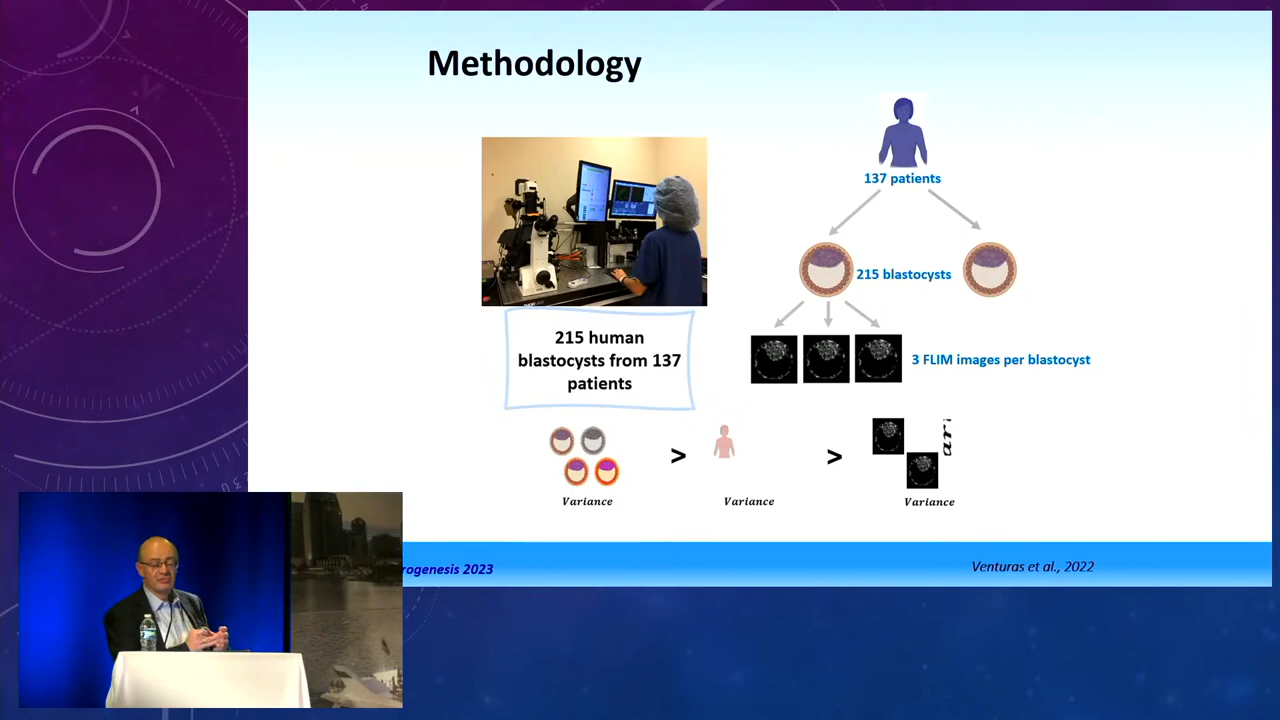 Methodology
137 patients
215 blastocysts
215 human
blastocysts from 137
patients
3 FLIM images per blastocyst
>
>
Variance
Variance
Variance
rogenesis 2023
Venturas et al., 2022